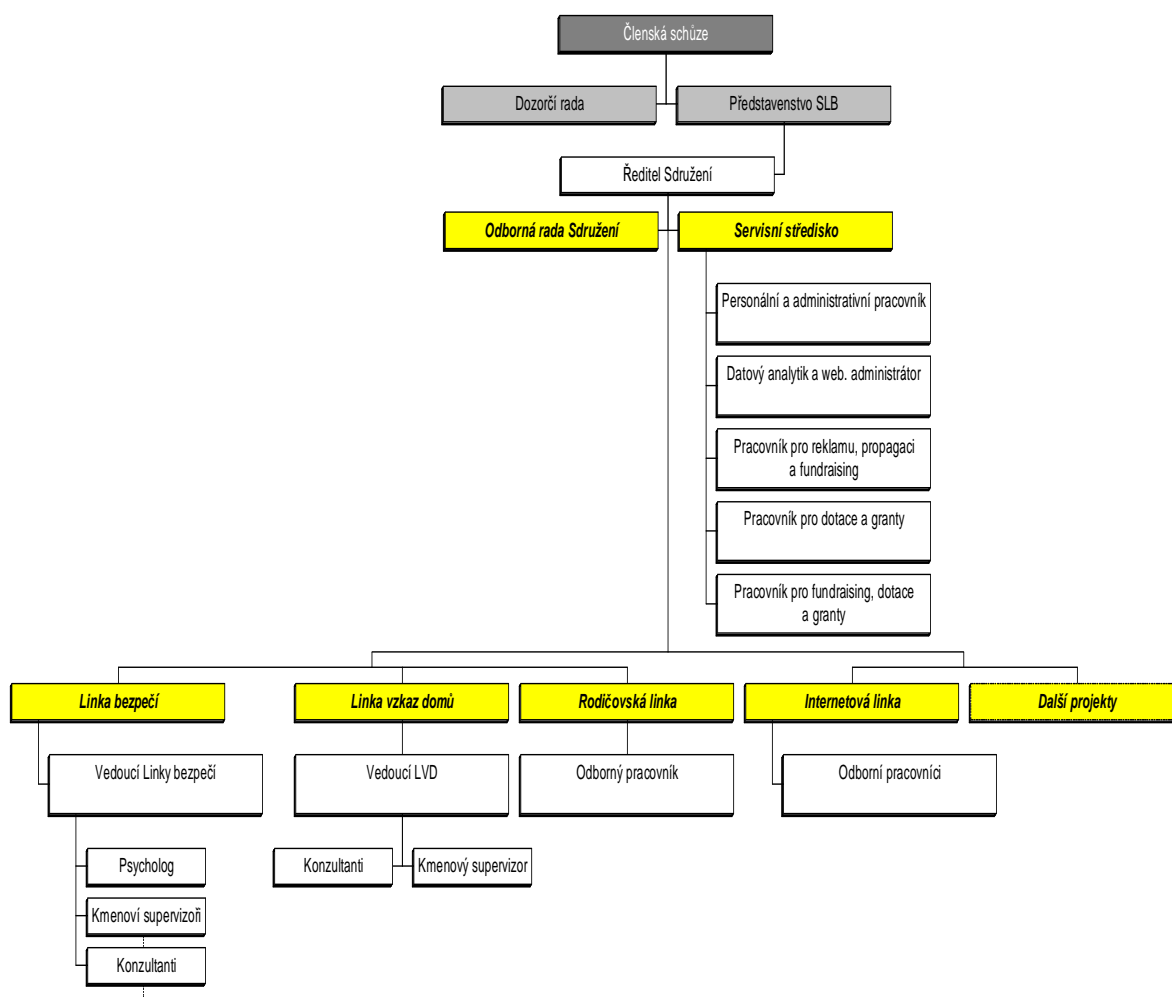 Členská schůze
Dozorčí rada
Představenstvo SLB
Ředitel Sdružení
Odborná rada Sdružení
Servisní středisko
Personální a administrativní pracovník
Datový analytik a web. administrátor
Pracovník pro reklamu, propagaci
a fundraising
Pracovník pro dotace a granty
Pracovník pro fundraising, dotace
a granty
Linka bezpečí
Linka vzkaz domů
Rodičovská linka
Internetová linka
Další projekty
Vedoucí Linky bezpečí
Vedoucí LVD
Odborný pracovník
Odborní pracovníci
Psycholog
Konzultanti
Kmenový supervizor
Kmenoví supervizoři
Konzultanti